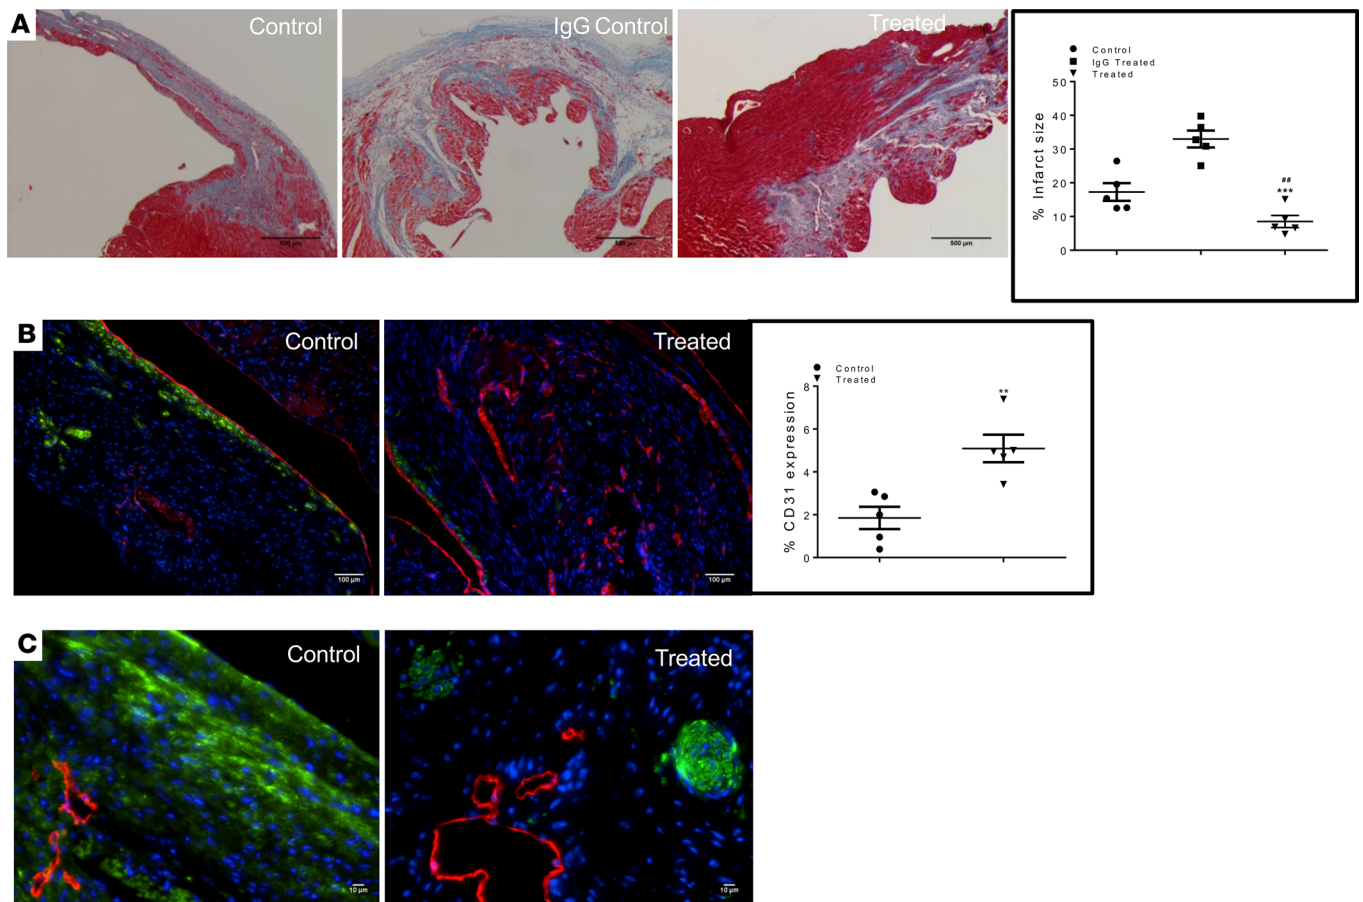 A
Control
IgG Control
Treated
500 µm
500 µm
500 µm
Control
IgG Treated
Treated
50
40
30
20
10
0
% Infarct size
##
***
B
Control
Treated
100 µm
100 µm
Control
Treated
8
6
4
2
0
% CD31 expression
**
C
Control
Treated
10 µm
10 µm